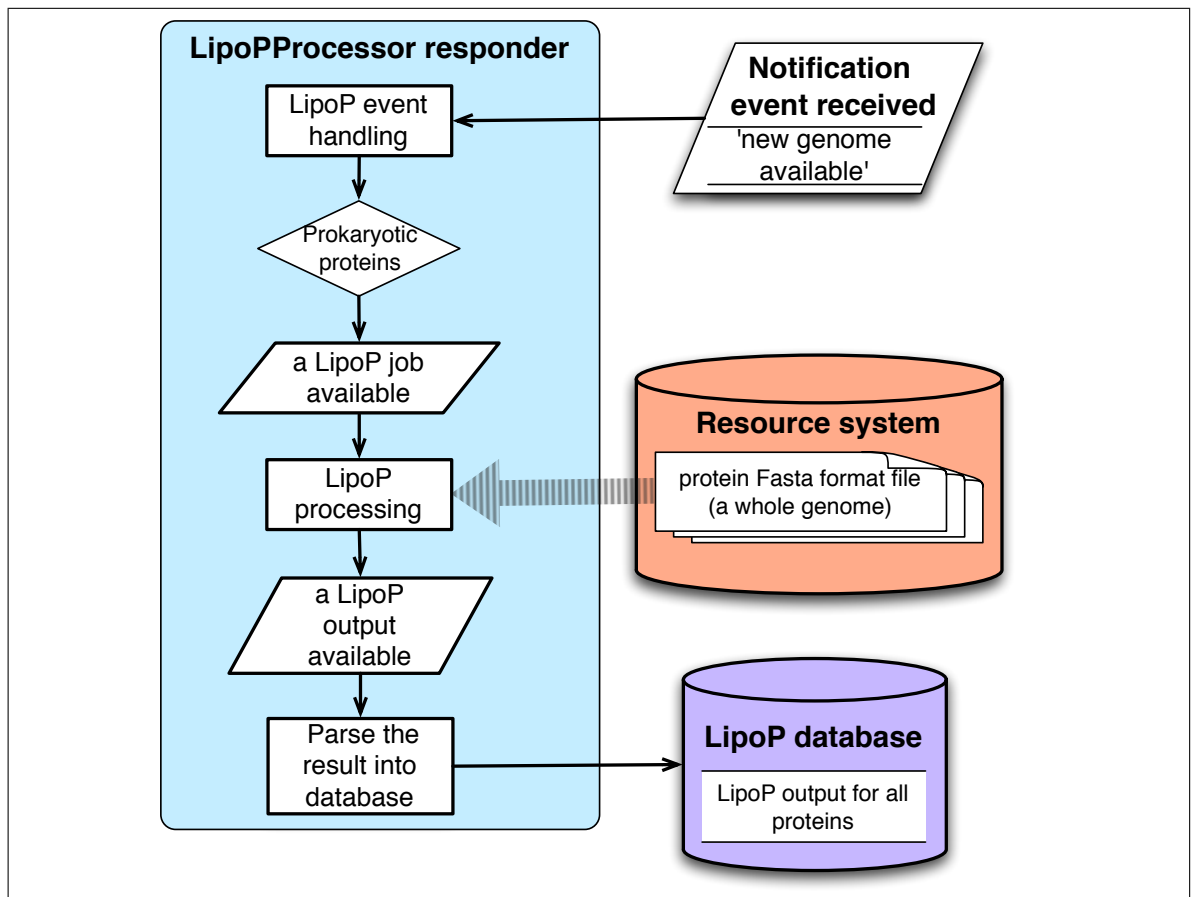 LipoPProcessor responder
LipoP event
handling
Notification
event received
'new genome
available'
Prokaryotic
proteins
a LipoP job
available
LipoP
processing
Resource system
protein Fasta format file
(a whole genome)
a LipoP
output
available
Parse the
result into
database
LipoP database
LipoP output for all
proteins